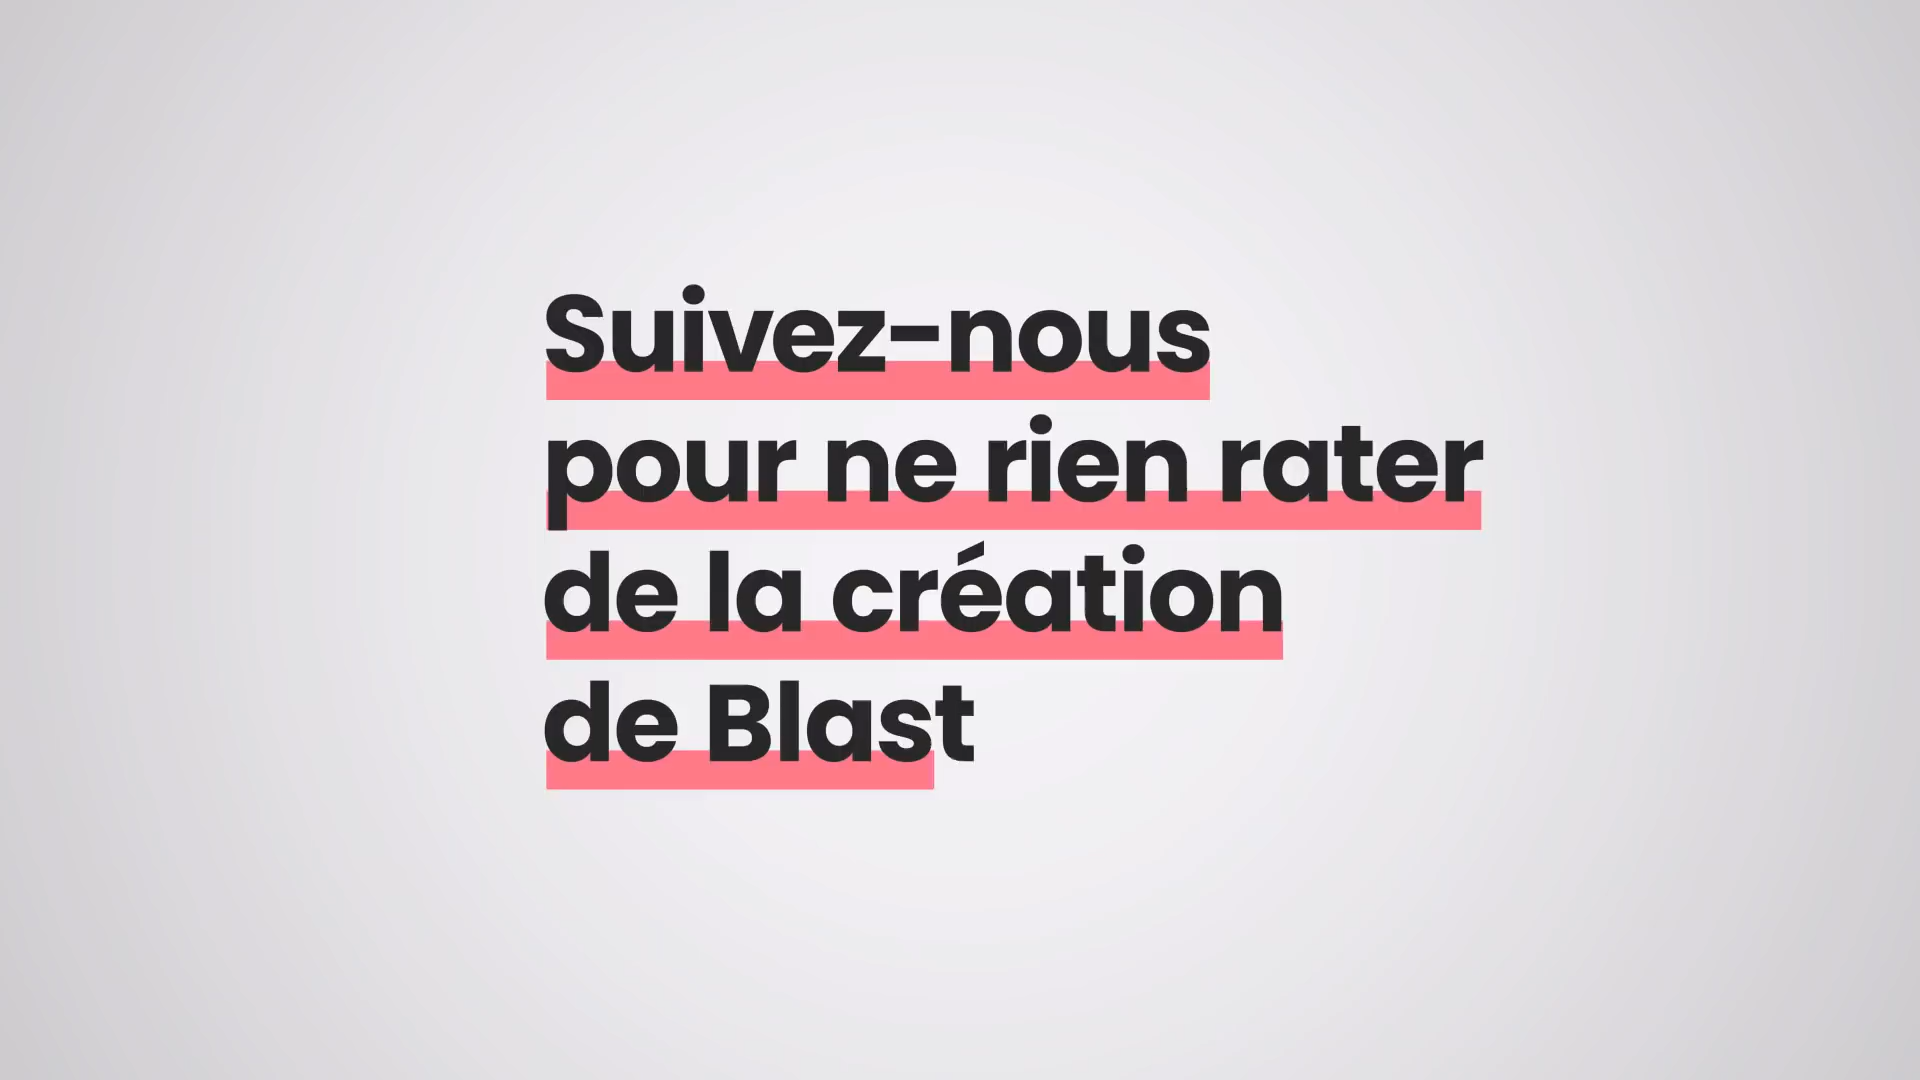 Suivez-nous
pour ne rien rater
de la création
de Blast